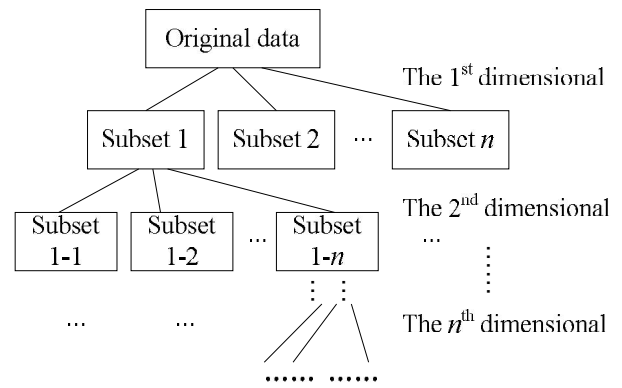 Original data
The 1st dimensional
Subset 1
Subset 2
...
Subset n
The 2nd dimensional
Subset
1-1
Subset
1-2
...
Subset
1-n
...
...
...
The nth dimensional
...... ......